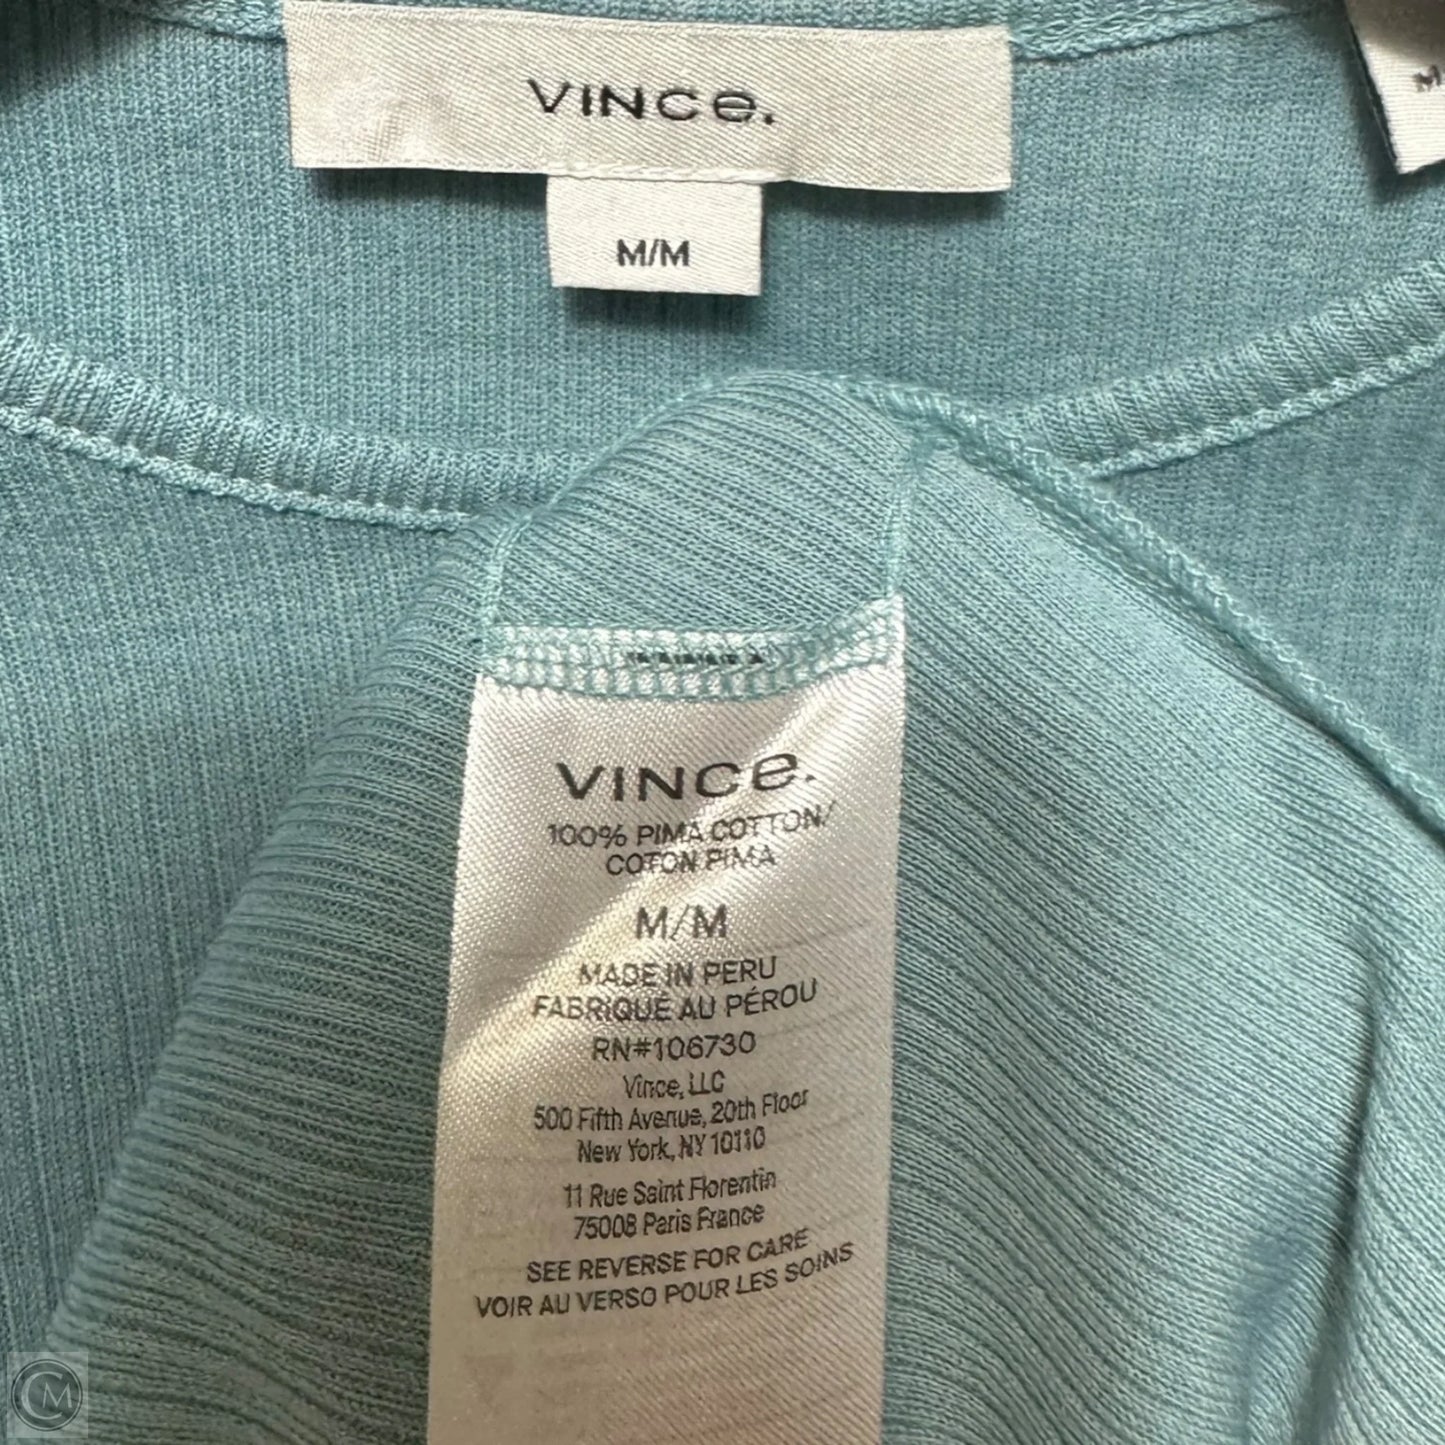 VINCE.
M/M
M
VINCE.
100% PIMA COTTON/
COTON PIMA
M/M
MADE IN PERU
FABRIQUÉ AU PÉROU
RN#106730
Vince, LLC
500 Fifth Avenue, 20th Floor
New York, NY 10110
11 Rue Saint Florentin
75008 Paris France
SEE REVERSE FOR CARE
VOIR AU VERSO POUR LES SOINS
CM